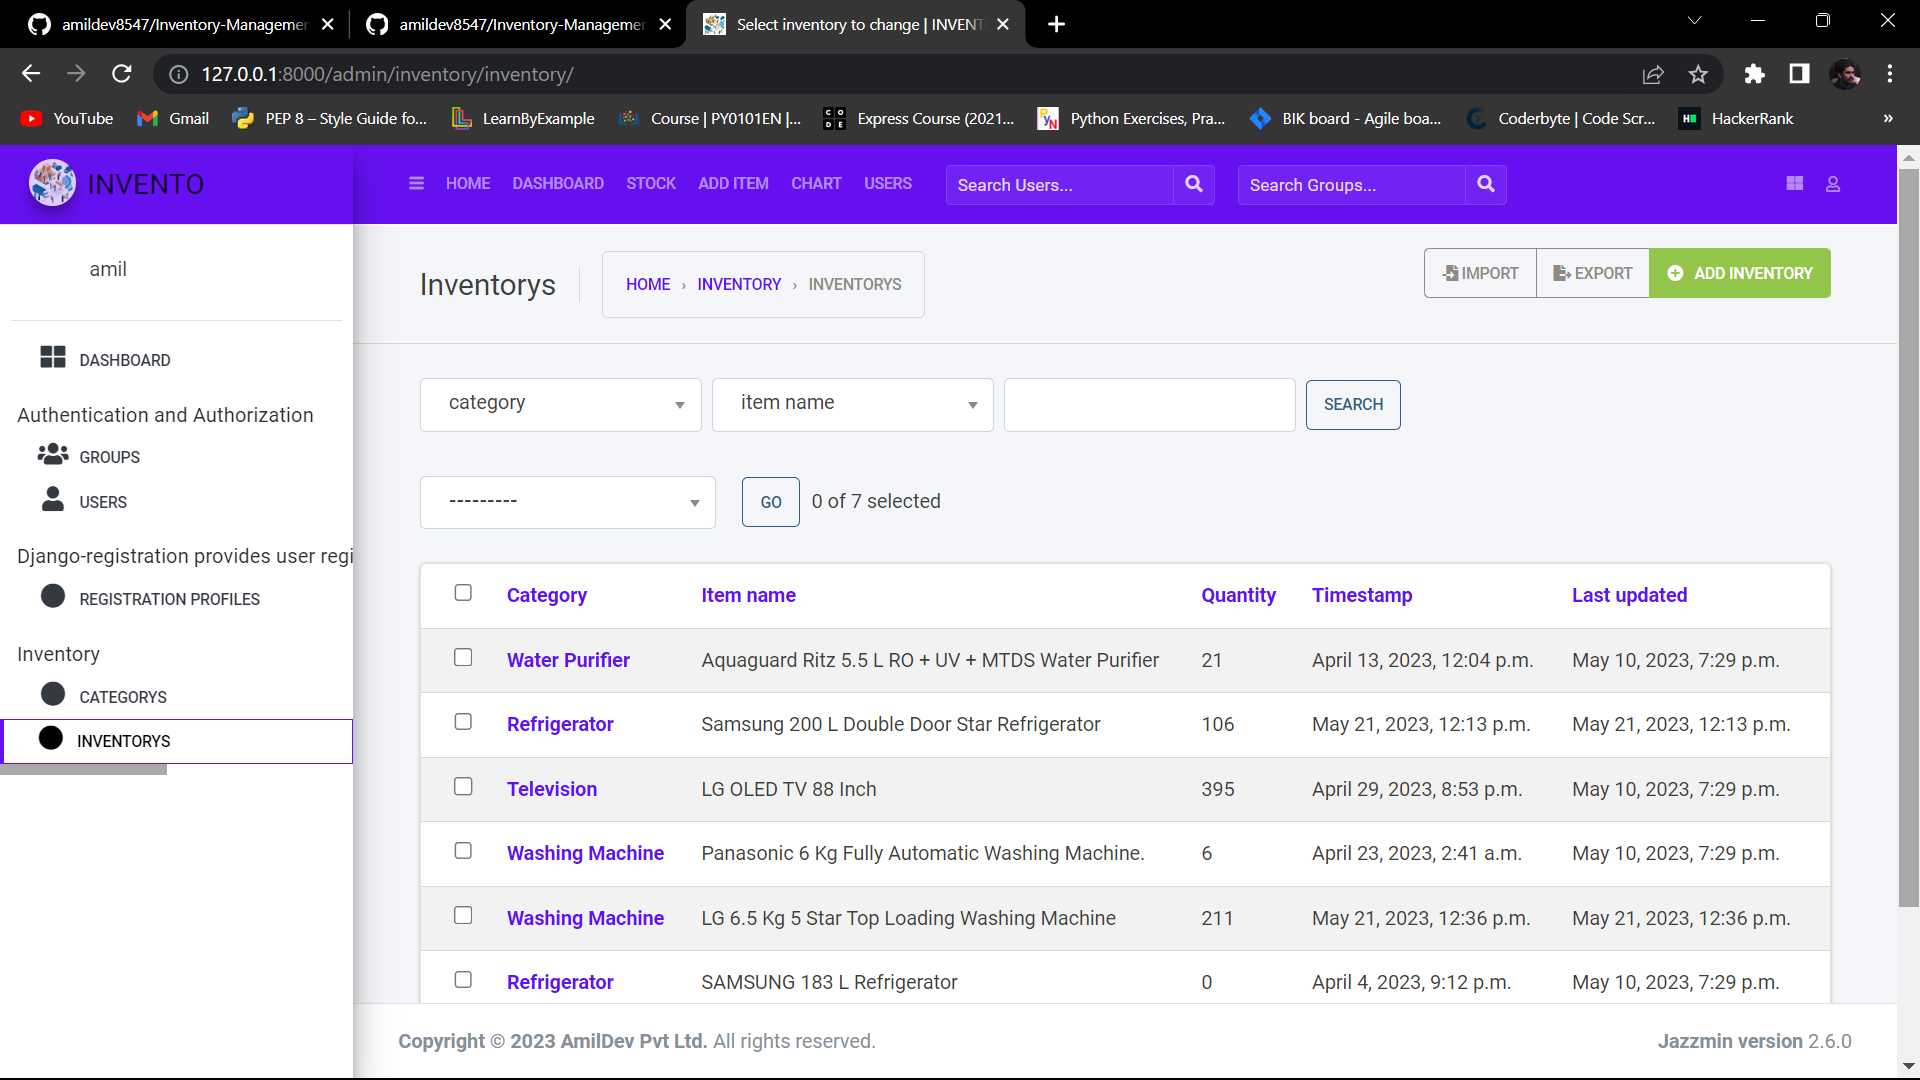 amildev8547/Inventory-Managemen
amildev8547/Inventory-Managemen
Select inventory to change | INVENT
127.0.0.1:8000/admin/inventory/inventory/
YouTube
Gmail
PEP 8 – Style Guide fo...
LearnByExample
Course | PY0101EN |...
Express Course (2021...
Python Exercises, Pra...
BIK board - Agile boa...
Coderbyte | Code Scr...
HackerRank
»
INVENTO
HOME
DASHBOARD
STOCK
ADD ITEM
CHART
USERS
Search Users...
Search Groups...
amil
DASHBOARD
Authentication and Authorization
GROUPS
USERS
Django-registration provides user regi
REGISTRATION PROFILES
Inventory
CATEGORYS
INVENTORYS
Inventorys
HOME › INVENTORY › INVENTORYS
IMPORT
EXPORT
ADD INVENTORY
category
item name
SEARCH
---------
GO
0 of 7 selected
Category Item name Quantity Timestamp Last updated
Water Purifier Aquaguard Ritz 5.5 L RO + UV + MTDS Water Purifier 21 April 13, 2023, 12:04 p.m. May 10, 2023, 7:29 p.m.
Refrigerator Samsung 200 L Double Door Star Refrigerator 106 May 21, 2023, 12:13 p.m. May 21, 2023, 12:13 p.m.
Television LG OLED TV 88 Inch 395 April 29, 2023, 8:53 p.m. May 10, 2023, 7:29 p.m.
Washing Machine Panasonic 6 Kg Fully Automatic Washing Machine. 6 April 23, 2023, 2:41 a.m. May 10, 2023, 7:29 p.m.
Washing Machine LG 6.5 Kg 5 Star Top Loading Washing Machine 211 May 21, 2023, 12:36 p.m. May 21, 2023, 12:36 p.m.
Refrigerator SAMSUNG 183 L Refrigerator 0 April 4, 2023, 9:12 p.m. May 10, 2023, 7:29 p.m.
Copyright © 2023 AmilDev Pvt Ltd. All rights reserved.
Jazzmin version 2.6.0